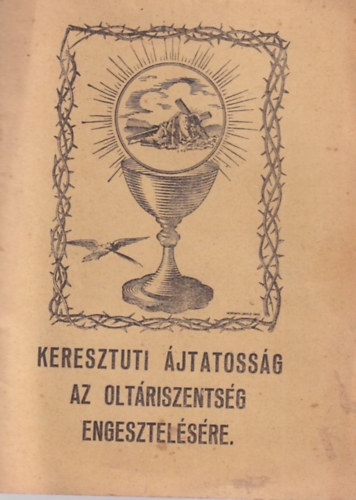 KERESZTUTI ÁJTATOSSÁG
AZ OLTÁRISZENTSÉG
ENGESZTELÉSÉRE.